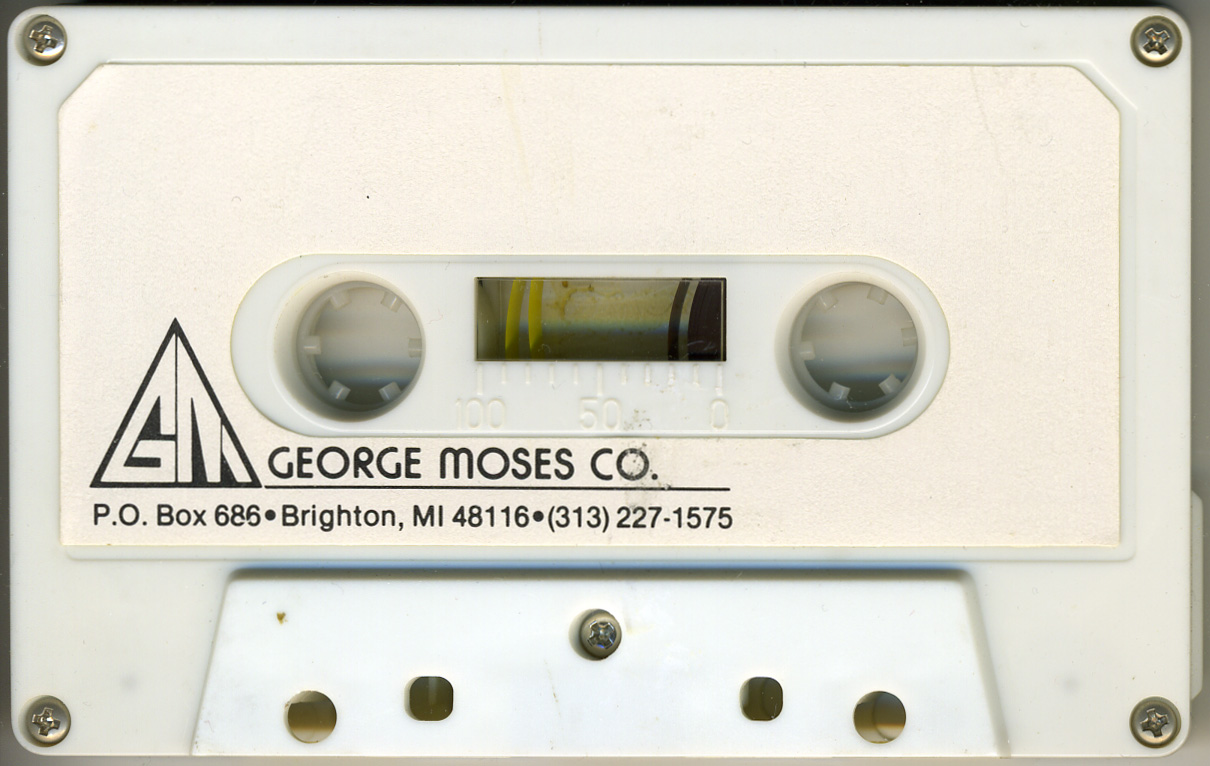 100 50 0
GM
GEORGE MOSES CO.
P.O. Box 686•Brighton, MI 48116•(313) 227-1575